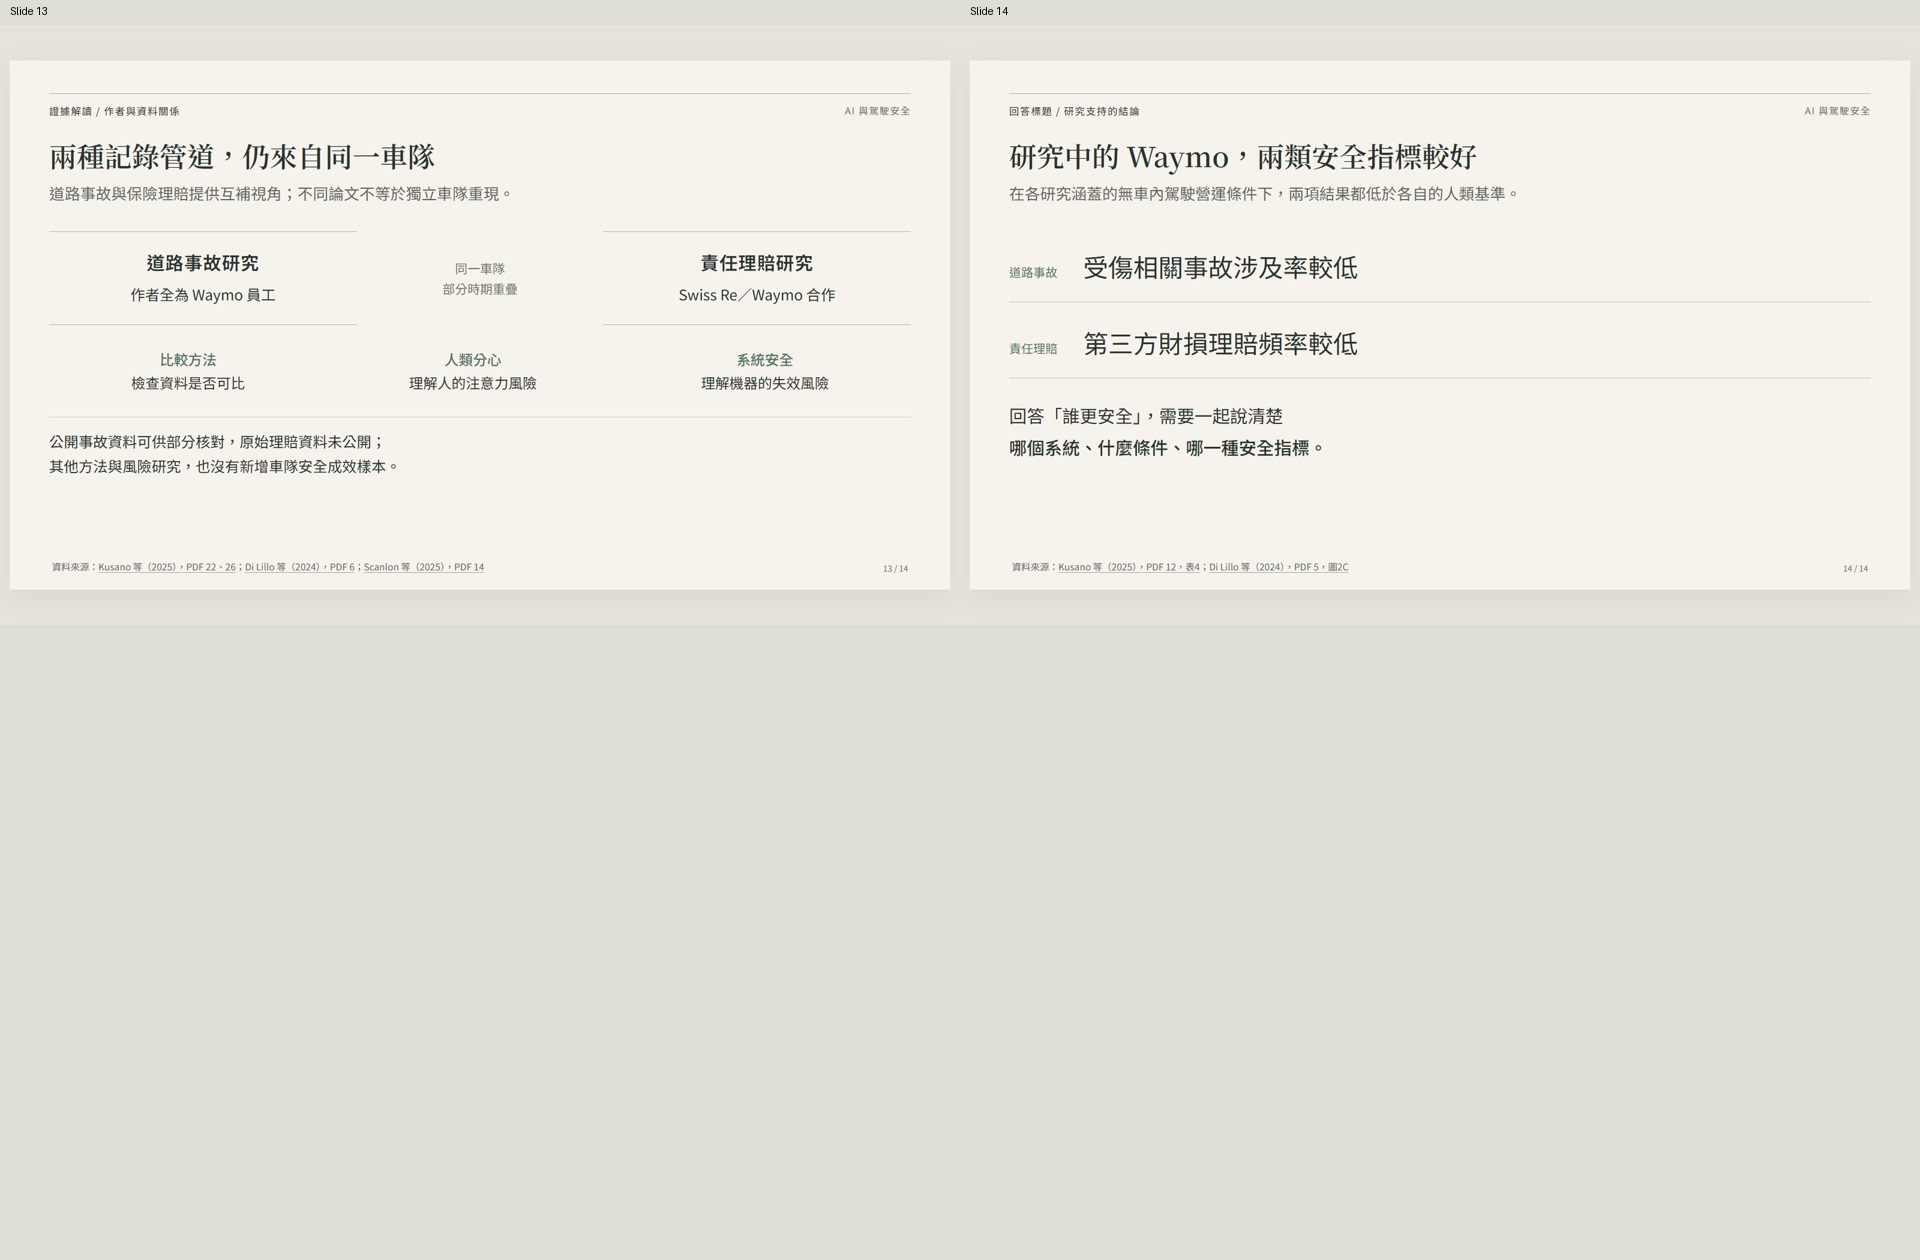 Slide 13
證據解讀 / 作者與資料關係
AI 與駕駛安全
兩種記錄管道，仍來自同一車隊
道路事故與保險理賠提供互補視角；不同論文不等於獨立車隊重現。
道路事故研究
作者全為 Waymo 員工
同一車隊
部分時期重疊
責任理賠研究
Swiss Re／Waymo 合作
比較方法
檢查資料是否可比
人類分心
理解人的注意力風險
系統安全
理解機器的失效風險
公開事故資料可供部分核對，原始理賠資料未公開；
其他方法與風險研究，也沒有新增車隊安全成效樣本。
資料來源：Kusano 等（2025），PDF 22、26；Di Lillo 等（2024），PDF 6；Scanlon 等（2025），PDF 14
13 / 14
Slide 14
回答標題 / 研究支持的結論
AI 與駕駛安全
研究中的 Waymo，兩類安全指標較好
在各研究涵蓋的無車內駕駛營運條件下，兩項結果都低於各自的人類基準。
道路事故 受傷相關事故涉及率較低
責任理賠 第三方財損理賠頻率較低
回答「誰更安全」，需要一起說清楚
哪個系統、什麼條件、哪一種安全指標。
資料來源：Kusano 等（2025），PDF 12，表4；Di Lillo 等（2024），PDF 5，圖2C
14 / 14